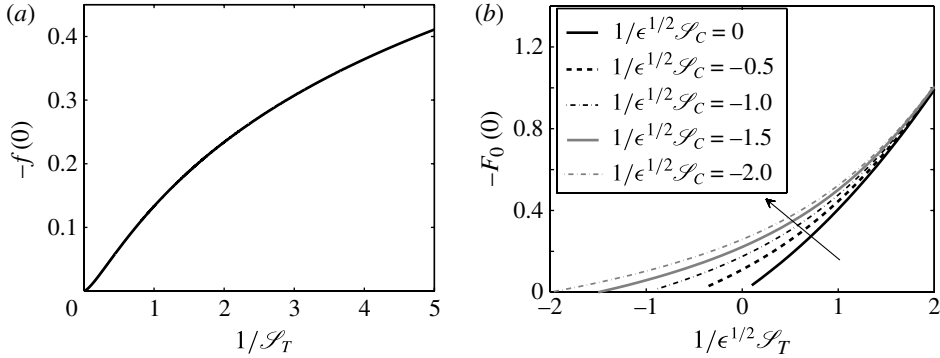 (a)
0.4
0.3
0.2
0.1
0
1
2
3
4
5
−f (0)
1/𝒮_T
(b)
1.2
0.8
0.4
0
−2
−1
0
1
2
−F₀ (0)
1/ϵ^{1/2}𝒮_T
1/ϵ^{1/2}𝒮_C = 0
1/ϵ^{1/2}𝒮_C = −0.5
1/ϵ^{1/2}𝒮_C = −1.0
1/ϵ^{1/2}𝒮_C = −1.5
1/ϵ^{1/2}𝒮_C = −2.0